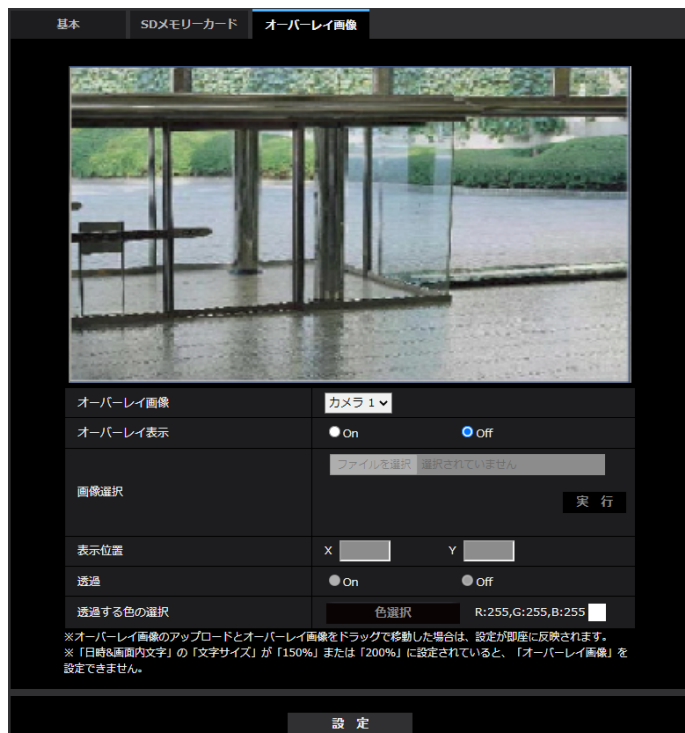 基本 SDメモリーカード オーバーレイ画像
オーバーレイ画像 カメラ 1
オーバーレイ表示 On Off
画像選択 ファイルを選択 選択されていません
実 行
表示位置 X Y
透過 On Off
透過する色の選択 色選択 R:255,G:255,B:255
※オーバーレイ画像のアップロードとオーバーレイ画像をドラッグで移動した場合は、設定が即座に反映されます。
※「日時&画面内文字」の「文字サイズ」が「150%」または「200%」に設定されていると、「オーバーレイ画像」を
設定できません。
設 定